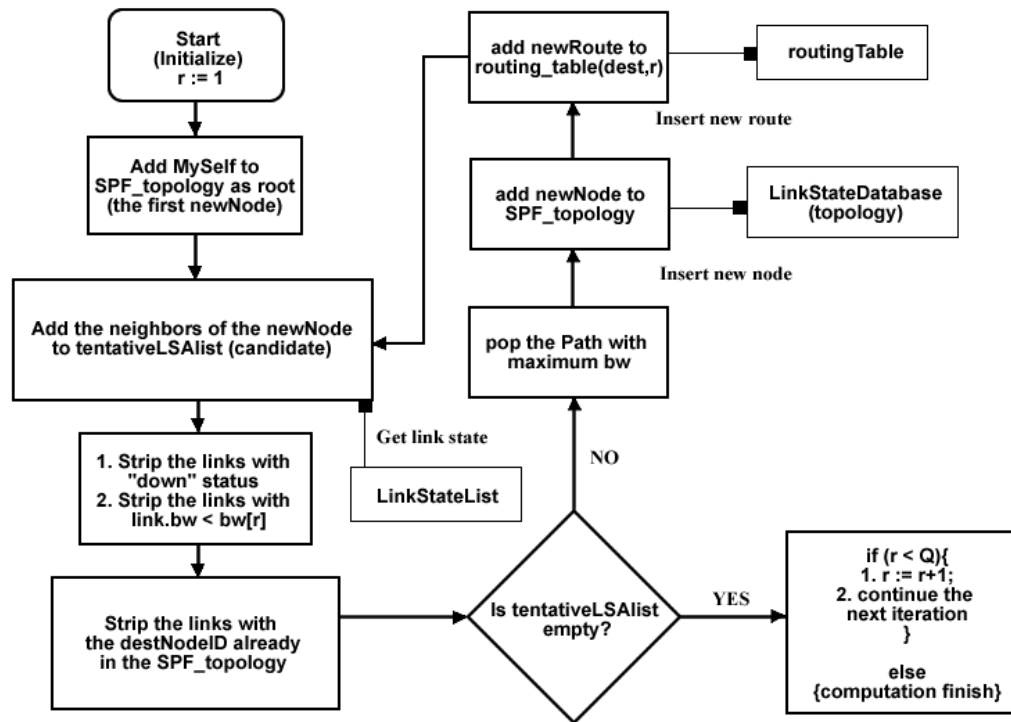 Start
(Initialize)
r := 1
Add MySelf to
SPF_topology as root
(the first newNode)
Add the neighbors of the newNode
to tentativeLSAlist (candidate)
Get link state
LinkStateList
1. Strip the links with
"down" status
2. Strip the links with
link.bw < bw[r]
Strip the links with
the destNodeID already
in the SPF_topology
Is tentativeLSAlist
empty?
NO
pop the Path with
maximum bw
Insert new node
add newNode to
SPF_topology
LinkStateDatabase
(topology)
Insert new route
add newRoute to
routing_table(dest,r)
routingTable
YES
if (r < Q){
1. r := r+1;
2. continue the
next iteration
}
else
{computation finish}